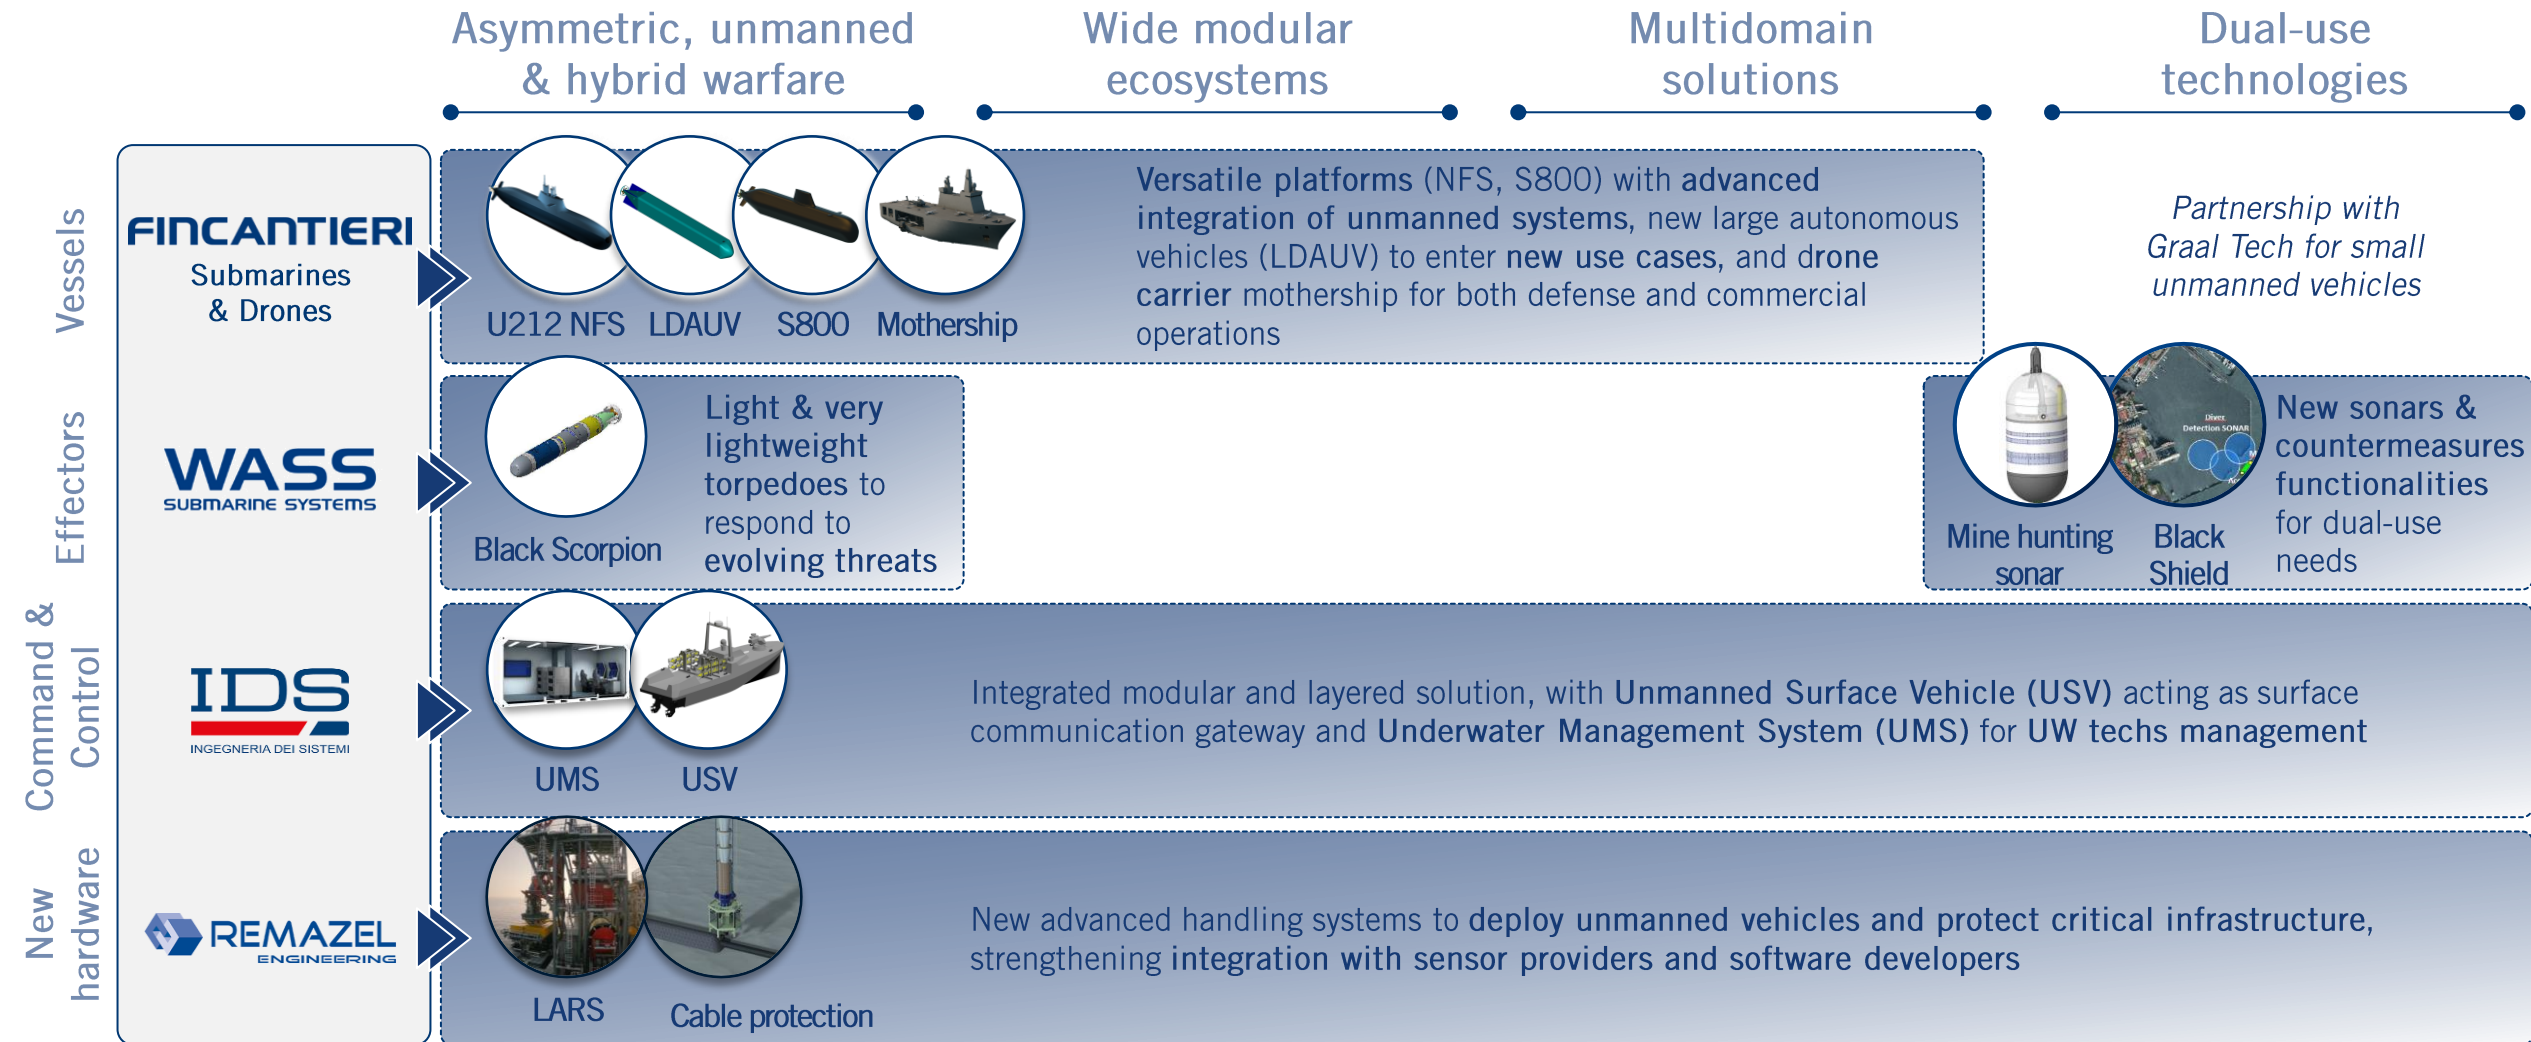 Asymmetric, unmanned
& hybrid warfare
Wide modular
ecosystems
Multidomain
solutions
Dual-use
technologies
Vessels
FINCANTIERI
Submarines
& Drones
U212 NFS
LDAUV
S800
Mothership
Versatile platforms (NFS, S800) with advanced
integration of unmanned systems, new large autonomous
vehicles (LDAUV) to enter new use cases, and drone
carrier mothership for both defense and commercial
operations
Partnership with
Graal Tech for small
unmanned vehicles
Effectors
WASS
SUBMARINE SYSTEMS
Black Scorpion
Light & very
lightweight
torpedoes to
respond to
evolving threats
Diver
Detection SONAR
Mine hunting
sonar
Black
Shield
New sonars &
countermeasures
functionalities
for dual-use
needs
Command &
Control
IDS
INGEGNERIA DEI SISTEMI
UMS
USV
Integrated modular and layered solution, with Unmanned Surface Vehicle (USV) acting as surface
communication gateway and Underwater Management System (UMS) for UW techs management
New
hardware
REMAZEL
ENGINEERING
LARS
Cable protection
New advanced handling systems to deploy unmanned vehicles and protect critical infrastructure,
strengthening integration with sensor providers and software developers